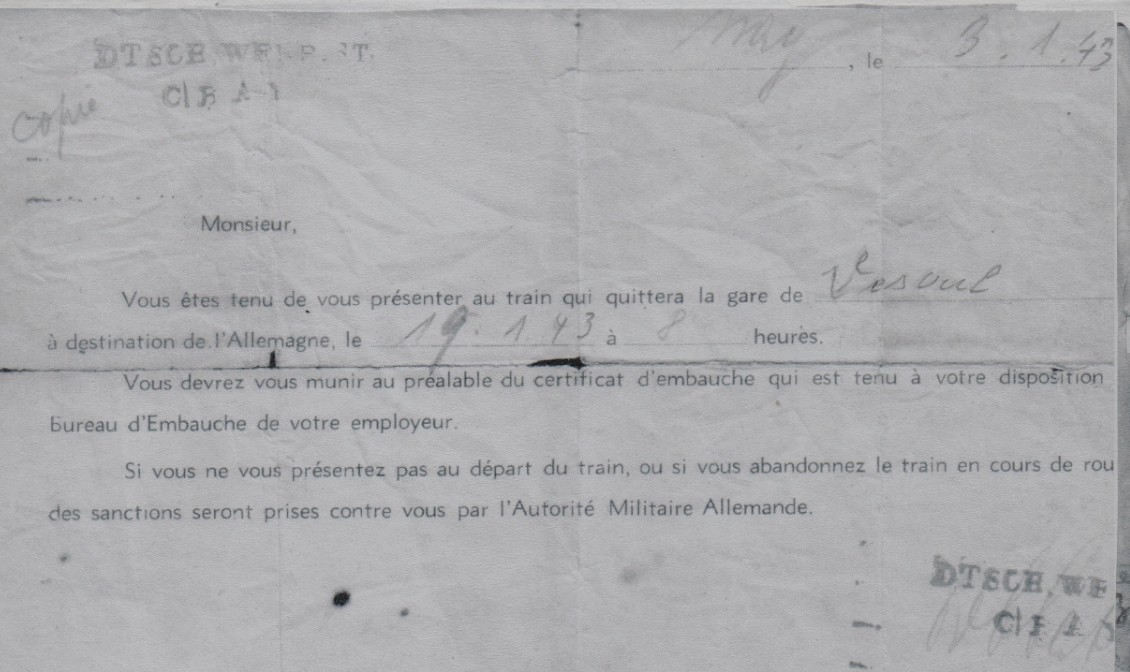 DTSCH
copie
, le 3.1.43
Monsieur,
Vous êtes tenu de vous présenter au train qui quittera la gare de Vesoul
à destination de l'Allemagne, le 19.1.43 à 8 heures.
Vous devrez vous munir au préalable du certificat d'embauche qui est tenu à votre disposition
Bureau d'Embauche de votre employeur.
Si vous ne vous présentez pas au départ du train, ou si vous abandonnez le train en cours de rou
des sanctions seront prises contre vous par l'Autorité Militaire Allemande.
DTSCH. WE